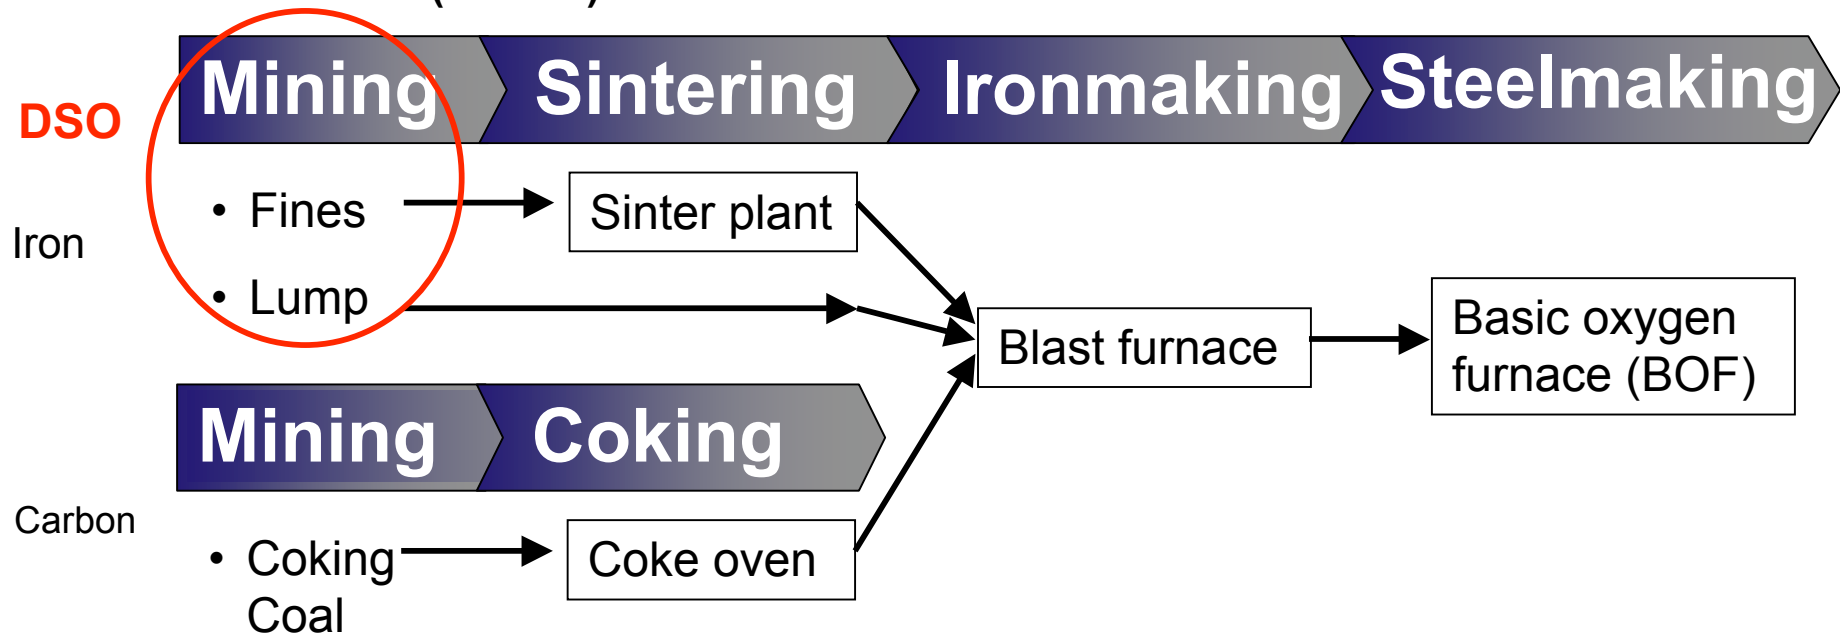 Mining Sintering Ironmaking Steelmaking
DSO
• Fines
Sinter plant
Iron
• Lump
Blast furnace
Basic oxygen
furnace (BOF)
Mining Coking
Carbon
• Coking
Coal
Coke oven